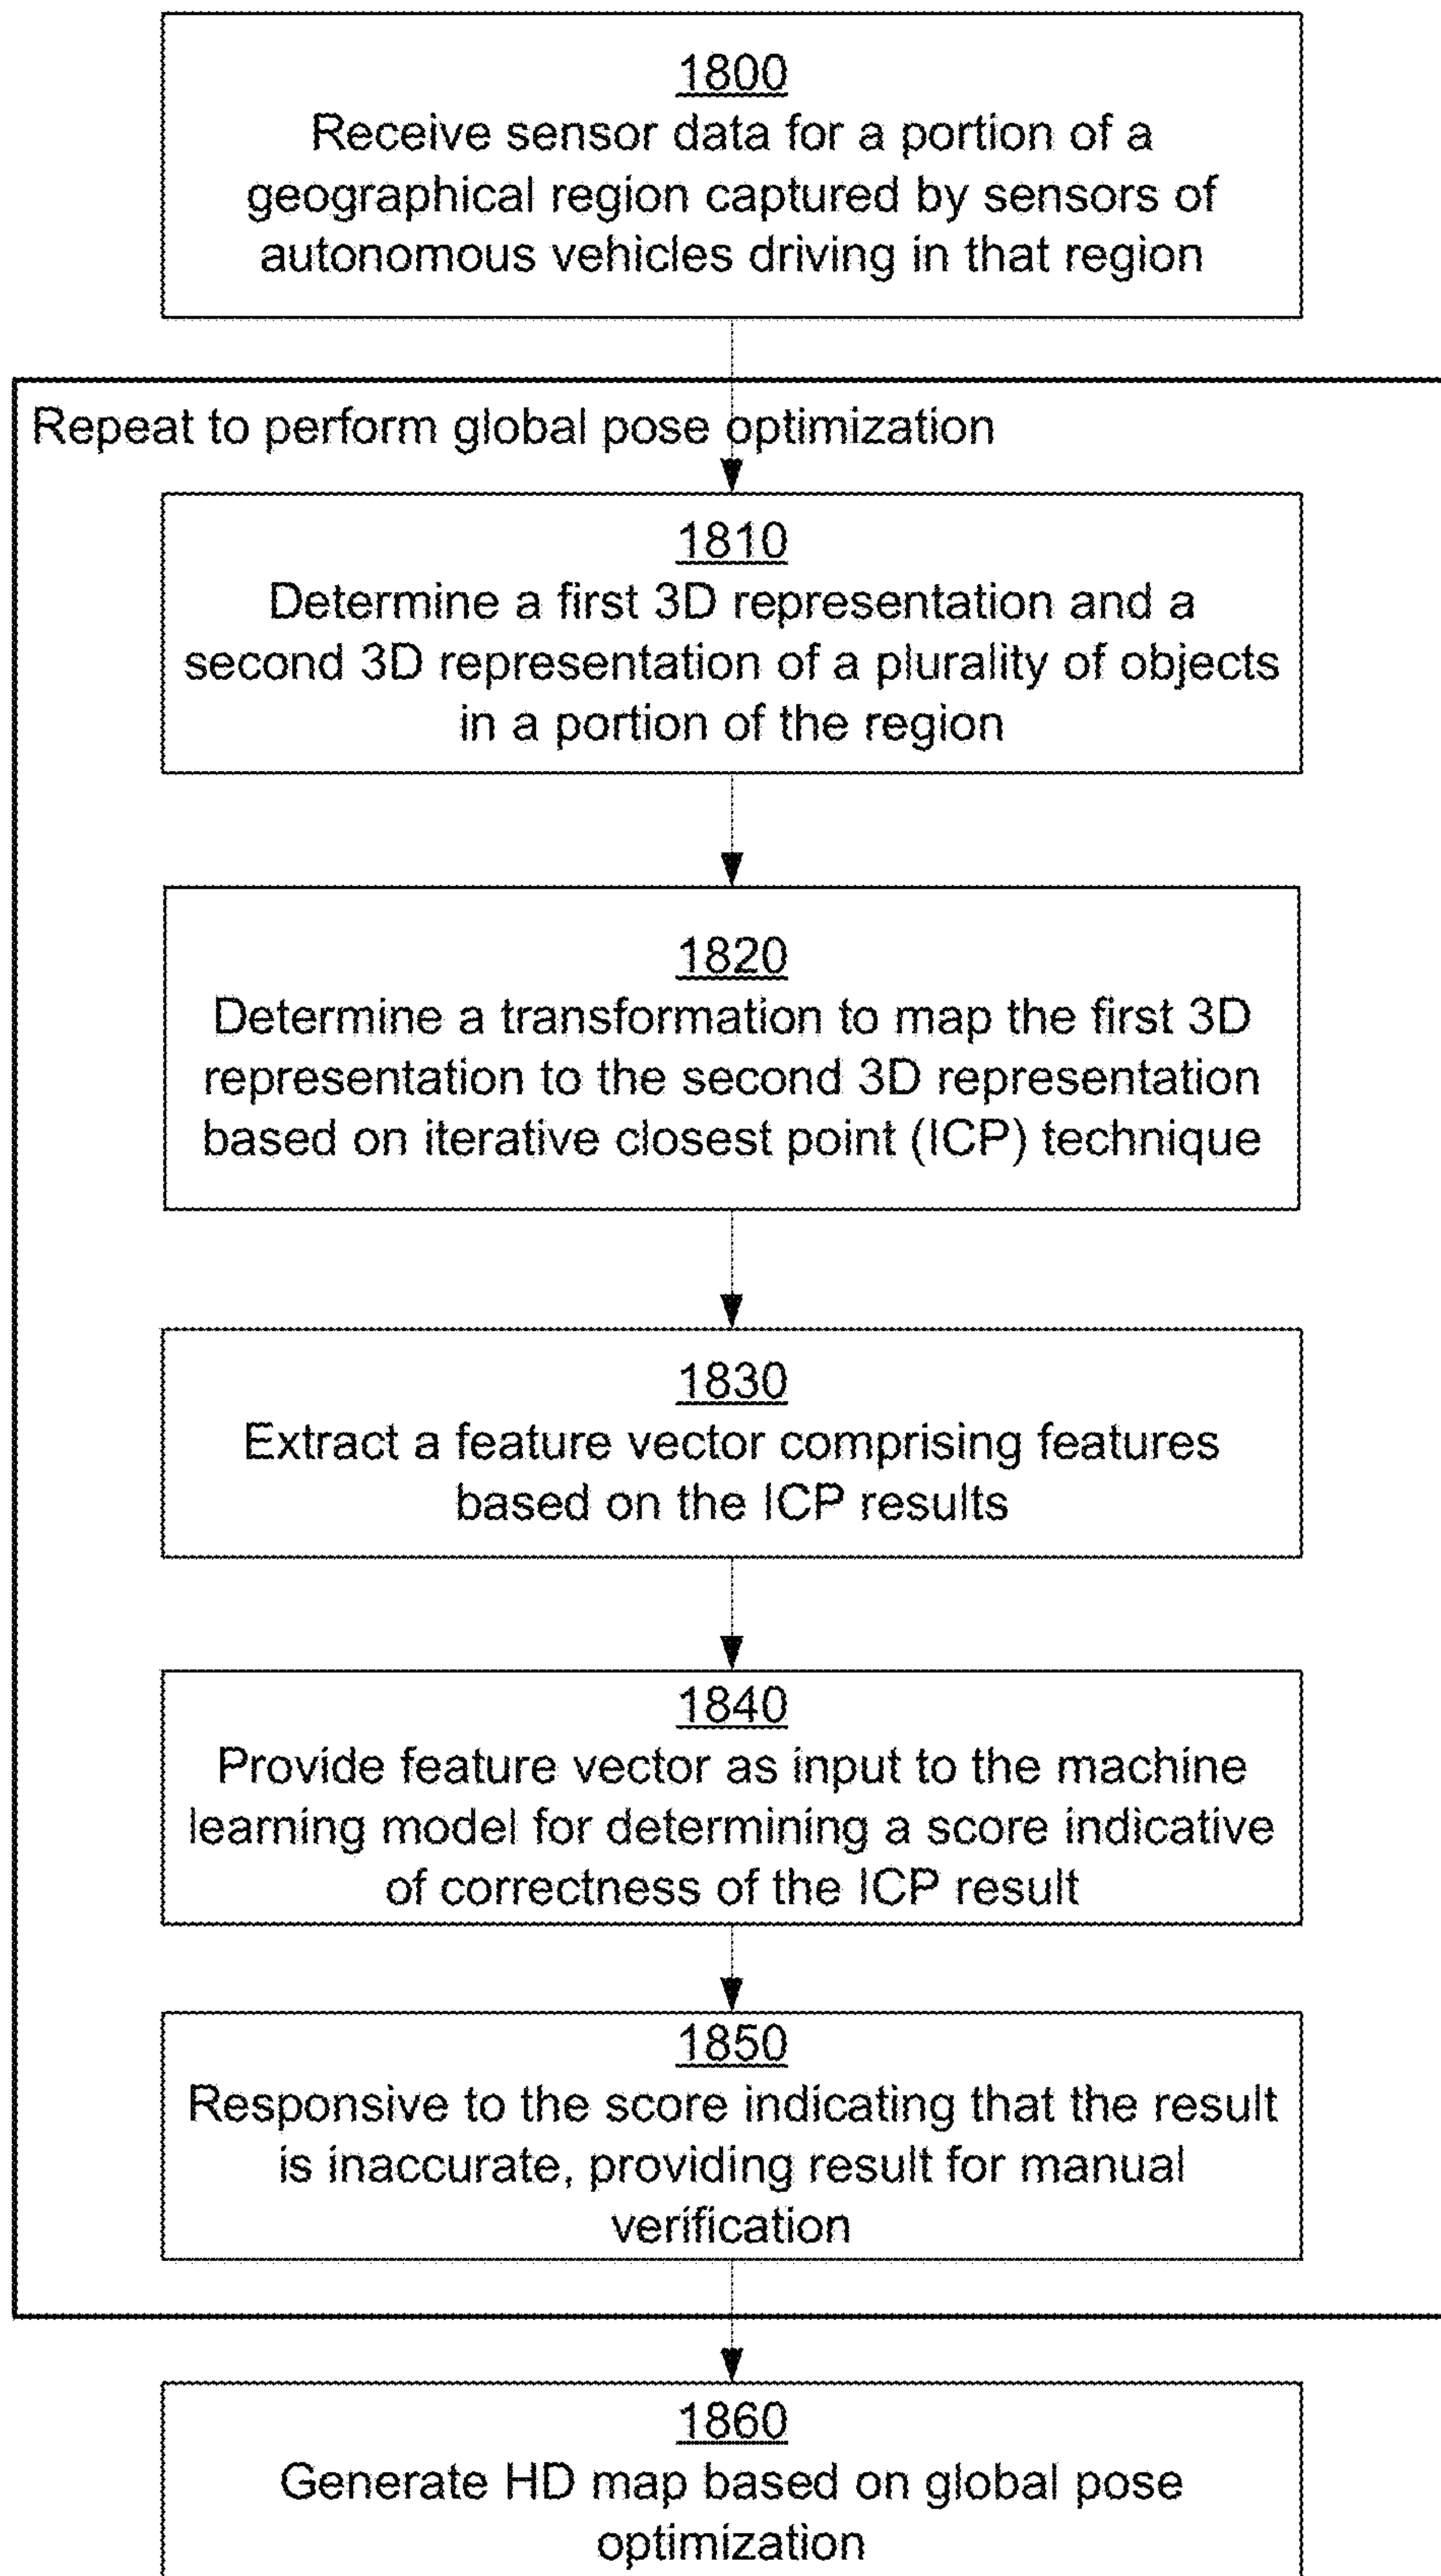 1800
Receive sensor data for a portion of a
geographical region captured by sensors of
autonomous vehicles driving in that region
Repeat to perform global pose optimization
1810
Determine a first 3D representation and a
second 3D representation of a plurality of objects
in a portion of the region
1820
Determine a transformation to map the first 3D
representation to the second 3D representation
based on iterative closest point (ICP) technique
1830
Extract a feature vector comprising features
based on the ICP results
1840
Provide feature vector as input to the machine
learning model for determining a score indicative
of correctness of the ICP result
1850
Responsive to the score indicating that the result
is inaccurate, providing result for manual
verification
1860
Generate HD map based on global pose
optimization